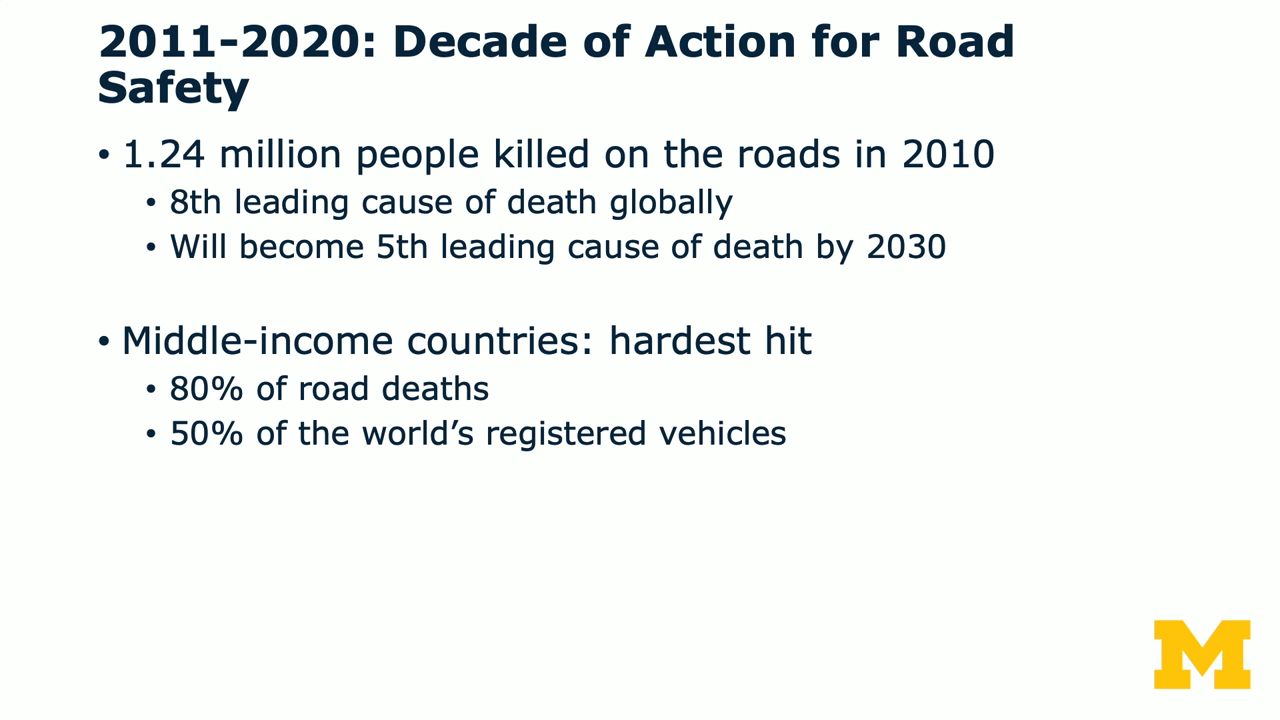 2011-2020: Decade of Action for Road
Safety
• 1.24 million people killed on the roads in 2010
• 8th leading cause of death globally
• Will become 5th leading cause of death by 2030
• Middle-income countries: hardest hit
• 80% of road deaths
• 50% of the world’s registered vehicles
M